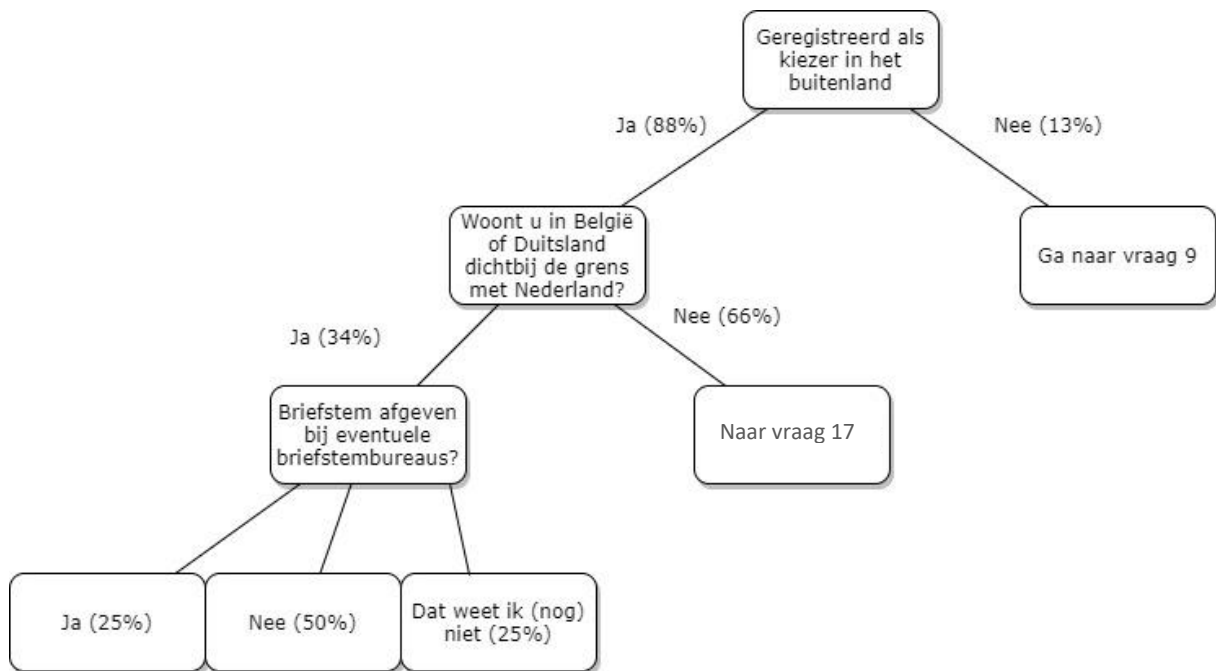 Geregistreerd als
kiezer in het
buitenland
Ja (88%)
Nee (13%)
Woont u in België
of Duitsland
dichtbij de grens
met Nederland?
Ga naar vraag 9
Ja (34%)
Nee (66%)
Briefstem afgeven
bij eventuele
briefstembureaus?
Naar vraag 17
Ja (25%)
Nee (50%)
Dat weet ik (nog)
niet (25%)